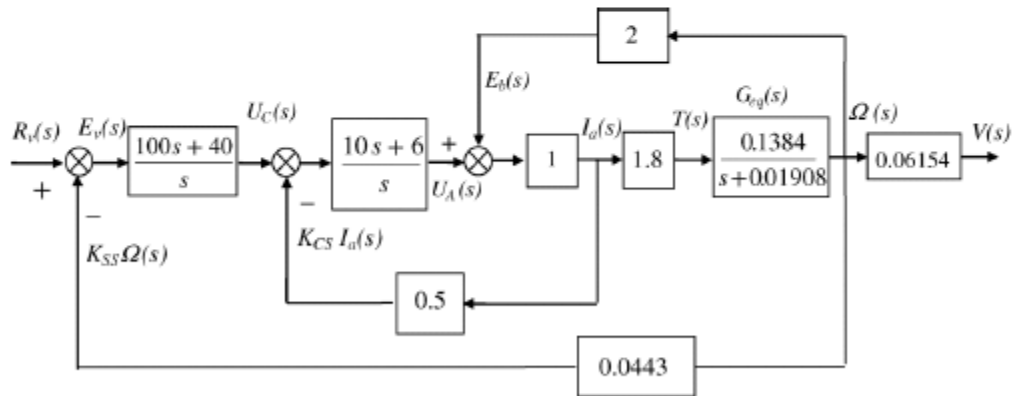 2
E_b(s)
G_eq(s)
R_v(s)
E_v(s)
U_C(s)
I_a(s)
T(s)
Ω (s)
V(s)
100s + 40
s
10s + 6
s
+
U_A(s)
1
1.8
0.1384
s+0.01908
0.06154
+
−
−
K_SS Ω(s)
K_CS I_a(s)
0.5
0.0443